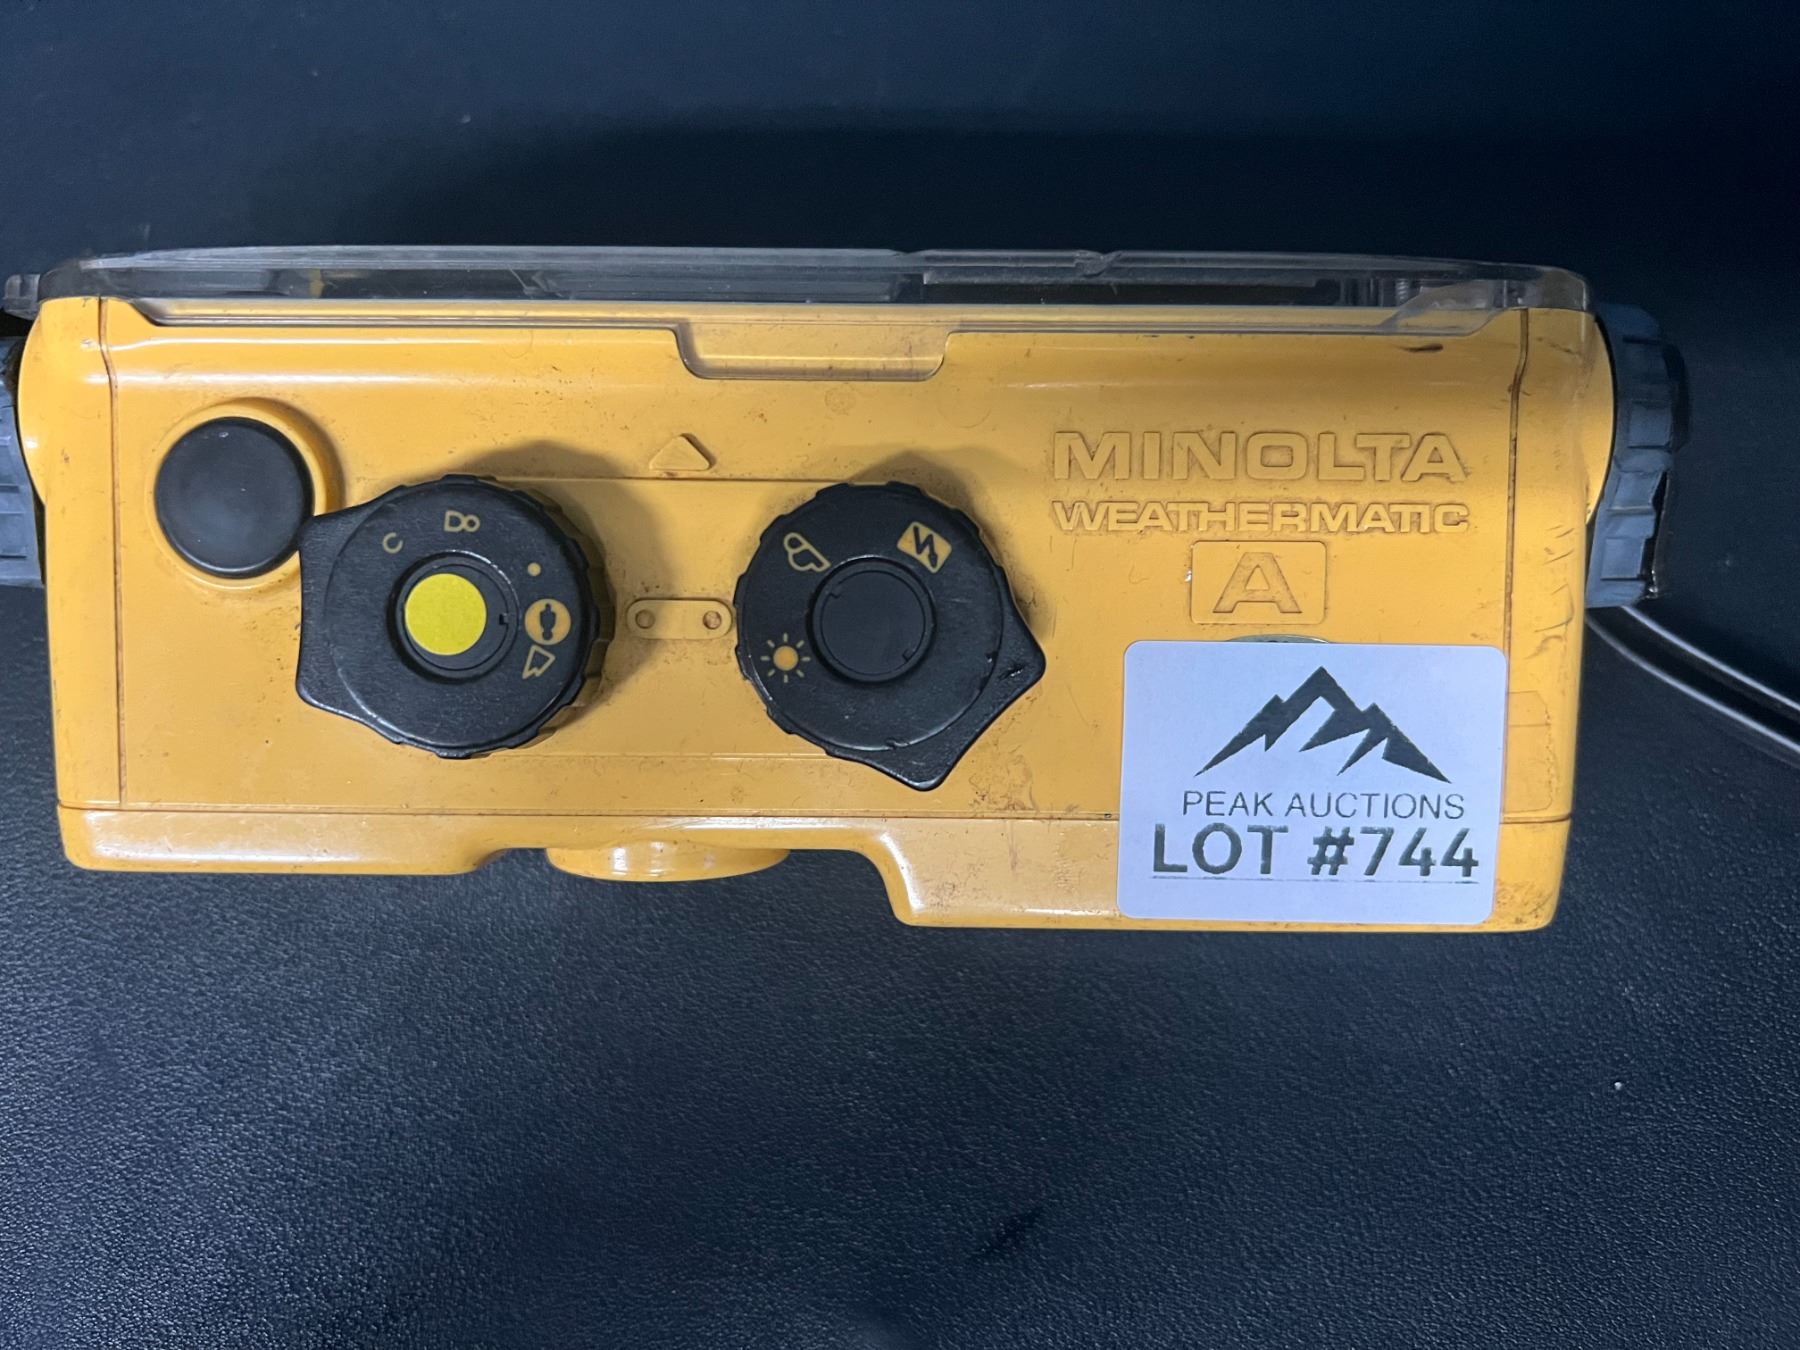 MINOLTA
WEATHERMATIC
A
PEAK AUCTIONS
LOT #744